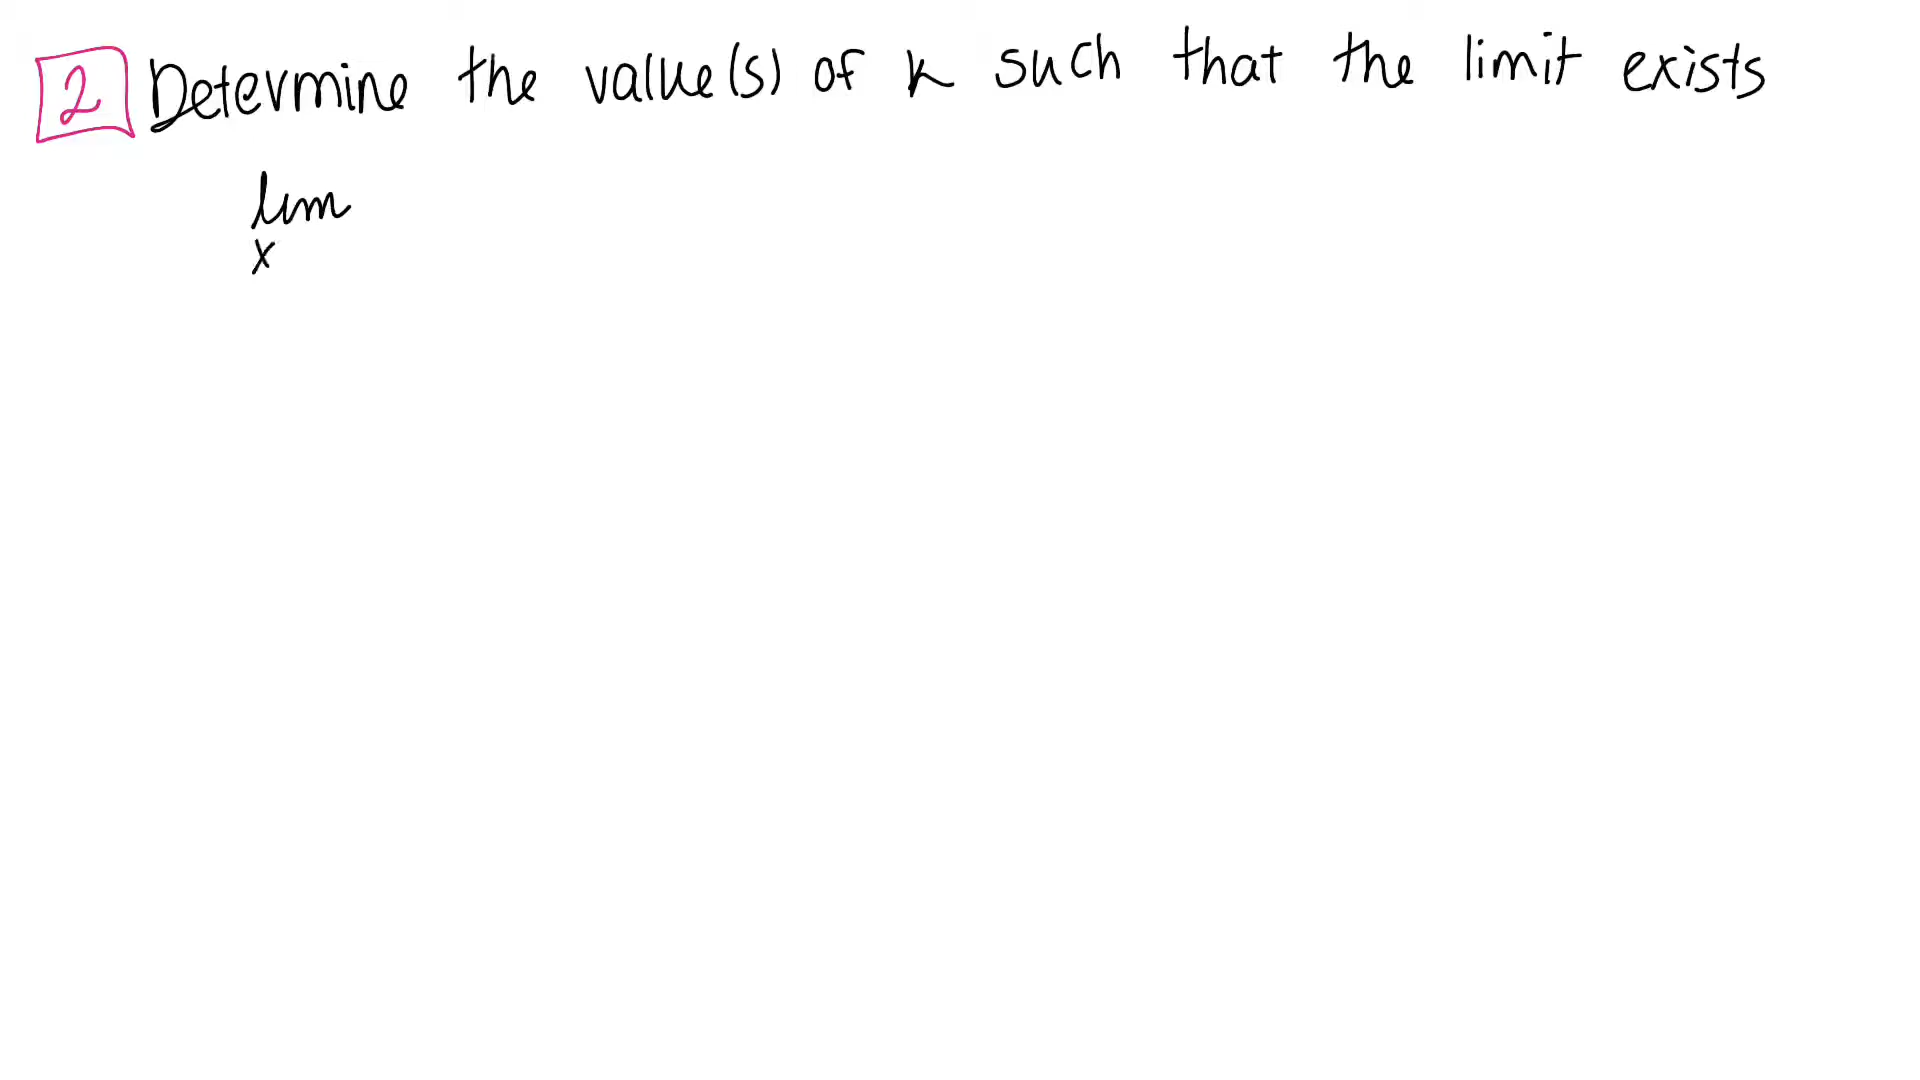 2 Determine the value(s) of k such that the limit exists
lim
x